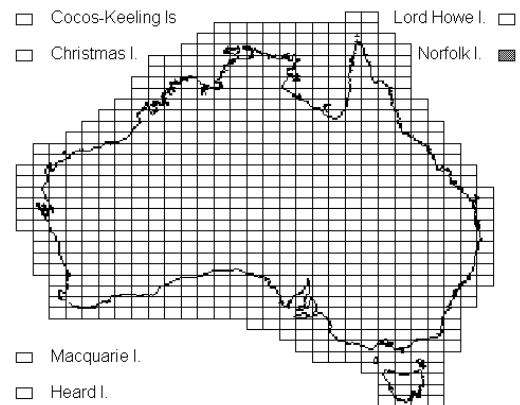 Cocos-Keeling Is
Lord Howe I.
Christmas I.
Norfolk I.
Macquarie I.
Heard I.